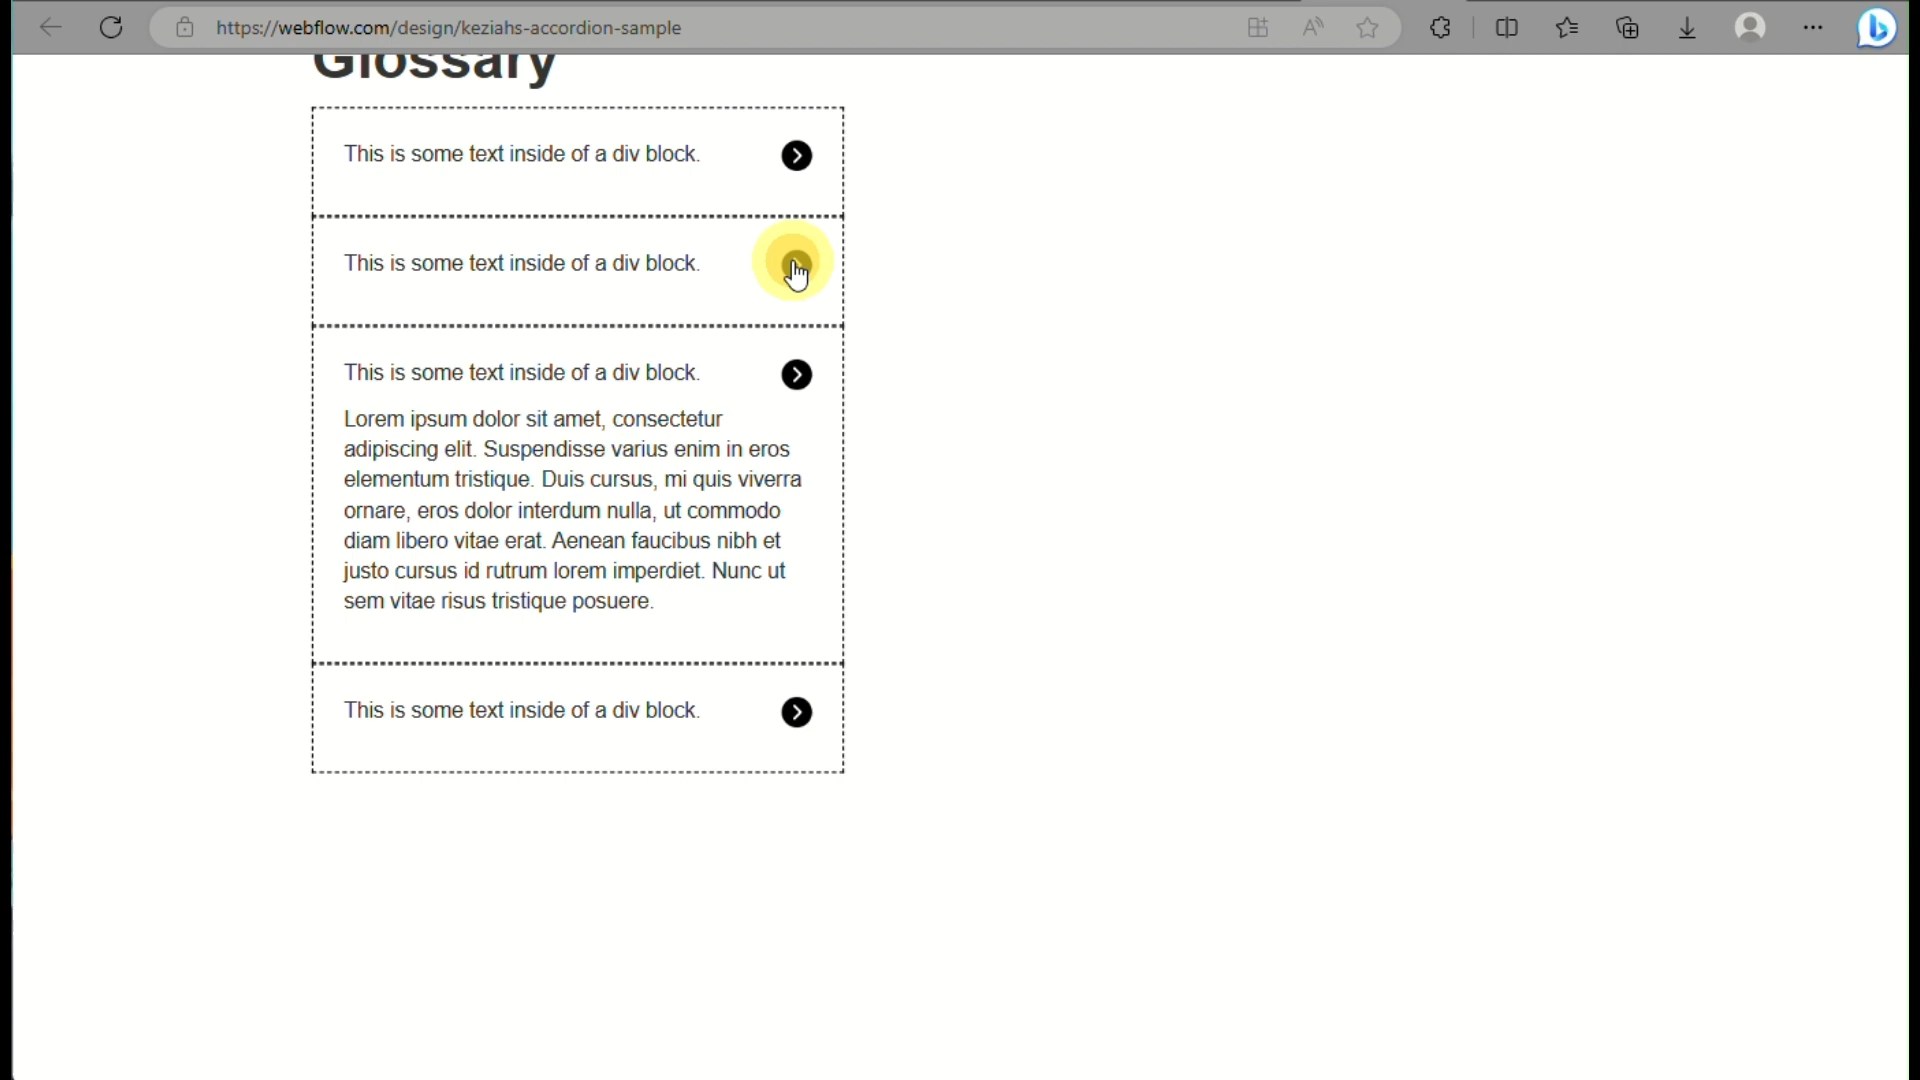 https://webflow.com/design/keziahs-accordion-sample
Glossary
This is some text inside of a div block.
This is some text inside of a div block.
This is some text inside of a div block.
Lorem ipsum dolor sit amet, consectetur
adipiscing elit. Suspendisse varius enim in eros
elementum tristique. Duis cursus, mi quis viverra
ornare, eros dolor interdum nulla, ut commodo
diam libero vitae erat. Aenean faucibus nibh et
justo cursus id rutrum lorem imperdiet. Nunc ut
sem vitae risus tristique posuere.
This is some text inside of a div block.